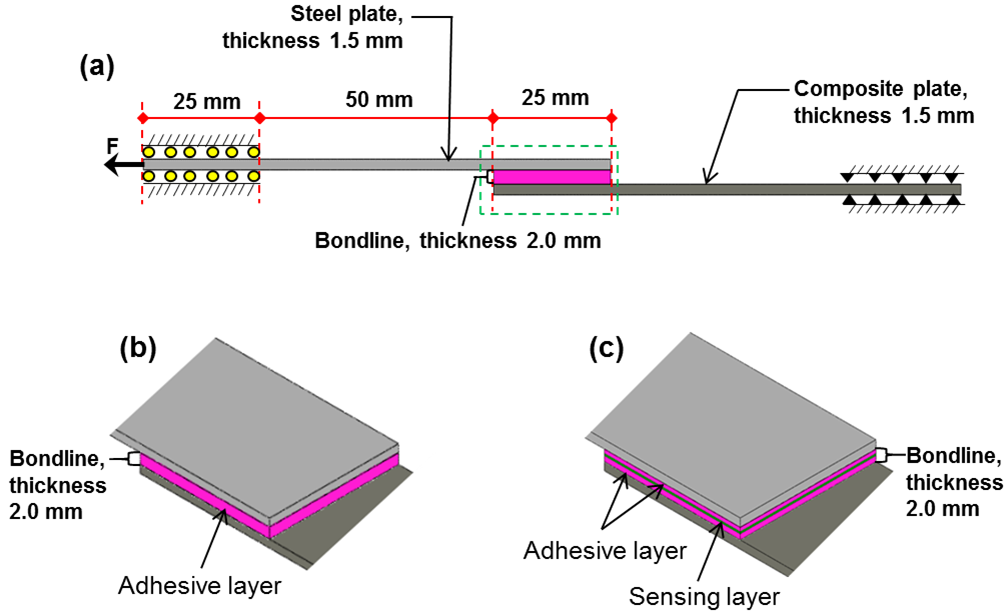 Steel plate,
thickness 1.5 mm
(a)
25 mm
50 mm
25 mm
Composite plate,
thickness 1.5 mm
F
Bondline, thickness 2.0 mm
(b)
(c)
Bondline,
thickness
2.0 mm
Adhesive layer
Bondline,
thickness
2.0 mm
Adhesive layer
Sensing layer